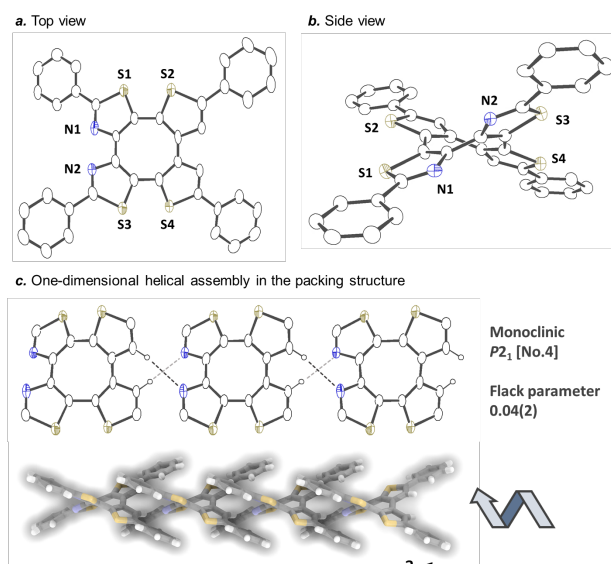 a. Top view
S1
S2
N1
N2
S3
S4
b. Side view
N2
S3
S2
S4
S1
N1
c. One-dimensional helical assembly in the packing structure
Monoclinic
P2₁ [No.4]
Flack parameter
0.04(2)